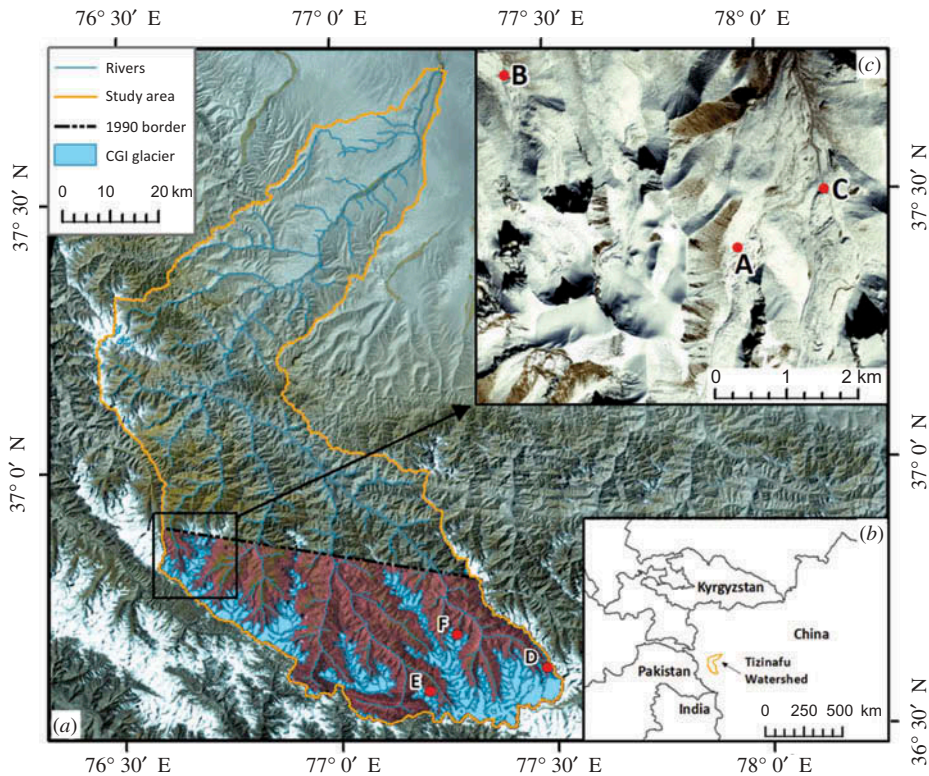 76° 30′ E 77° 0′ E 77° 30′ E 78° 0′ E
Rivers
Study area
1990 border
CGI glacier
0 10 20 km
(c)
B
C
A
0 1 2 km
37° 30′ N
37° 30′ N
37° 0′ N
37° 0′ N
36° 30′ N
F
D
E
(a)
(b)
Kyrgyzstan
China
Pakistan
Tizinafu
Watershed
India
0 250 500 km
76° 30′ E 77° 0′ E 77° 30′ E 78° 0′ E